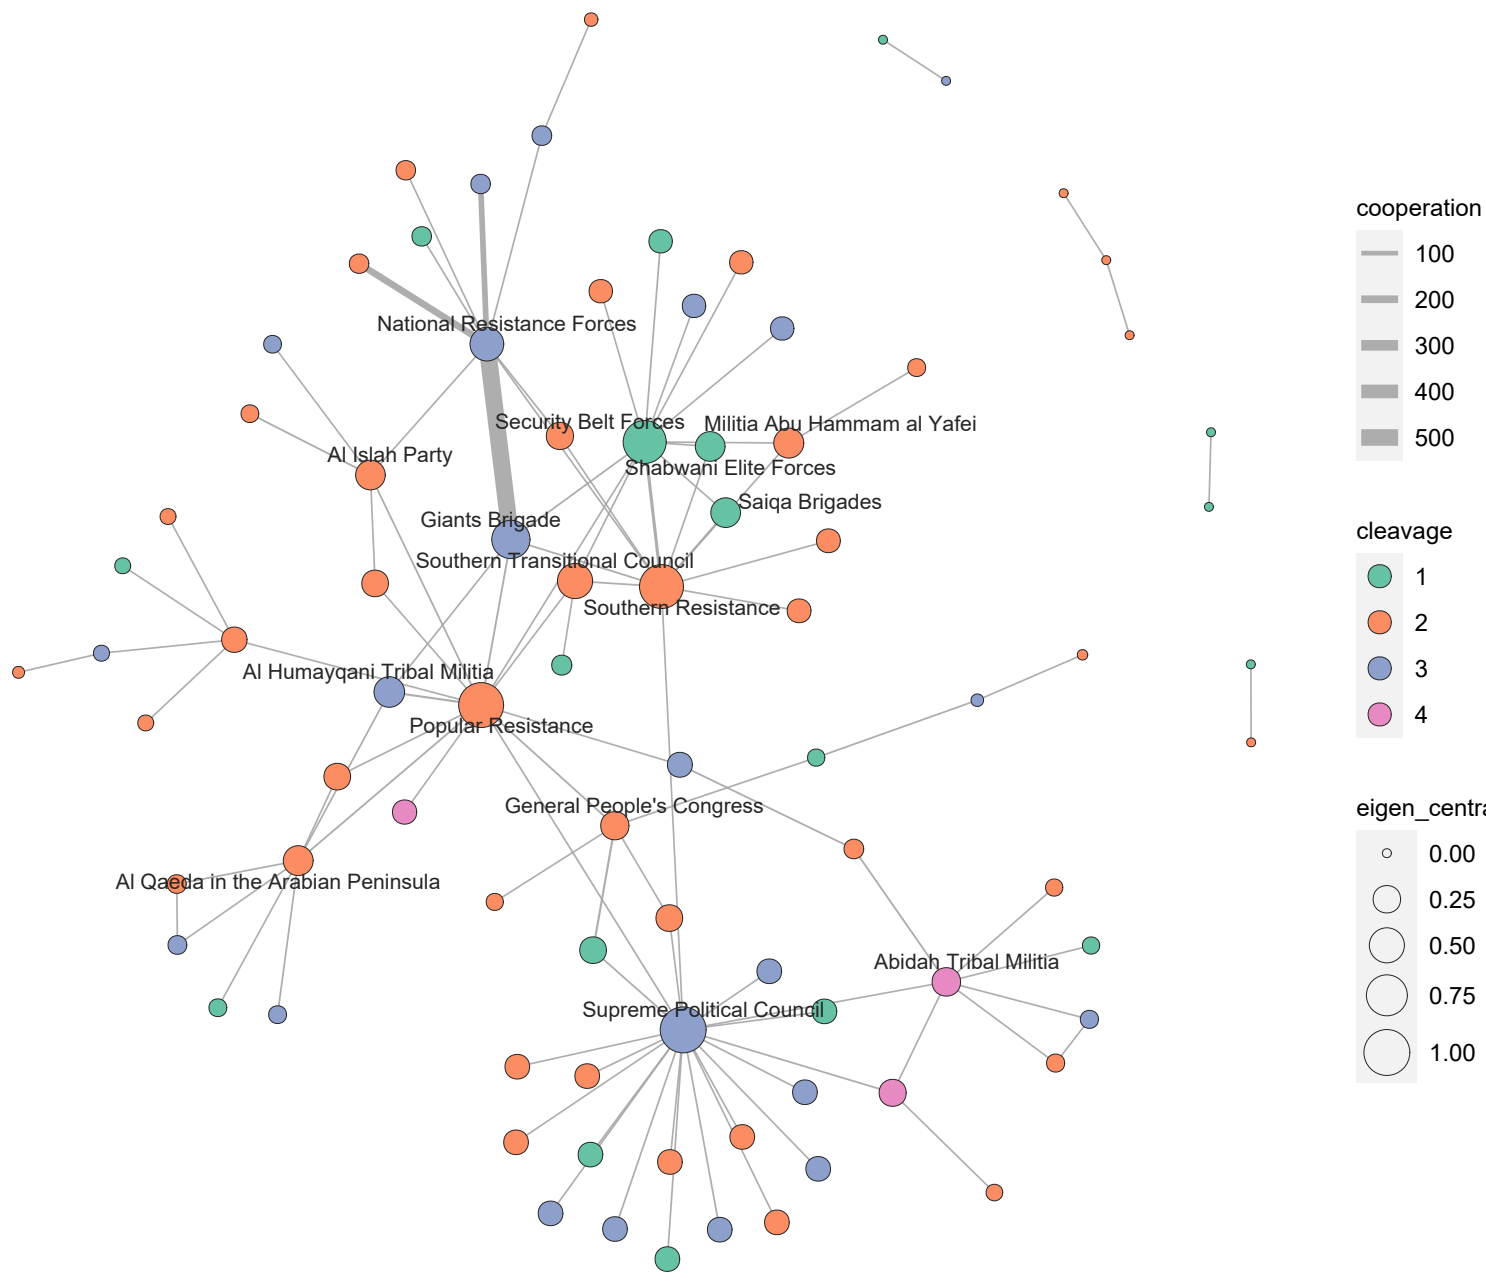 National Resistance Forces
Security Belt Forces
Militia Abu Hammam al Yafei
Al Islah Party
Shabwani Elite Forces
Saiqa Brigades
Giants Brigade
Southern Transitional Council
Southern Resistance
Al Humayqani Tribal Militia
Popular Resistance
General People's Congress
Al Qaeda in the Arabian Peninsula
Abidah Tribal Militia
Supreme Political Council
cooperation
100
200
300
400
500
cleavage
1
2
3
4
eigen_centra
0.00
0.25
0.50
0.75
1.00